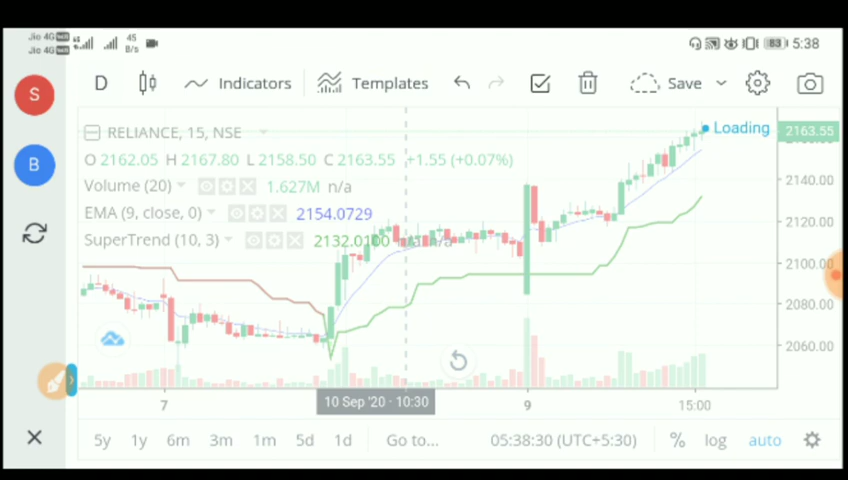 Jio 4G
Jio 4G
45
B/s
83
5:38
S
D
Indicators
Templates
Save
B
RELIANCE, 15, NSE
O 2162.05 H 2167.80 L 2158.50 C 2163.55 +1.55 (+0.07%)
Volume (20) 1.627M n/a
EMA (9, close, 0) 2154.0729
SuperTrend (10, 3) 2132.0100 n/a n/a
Loading
2163.55
2140.00
2120.00
2100.00
2080.00
2060.00
10 Sep '20 · 10:30
7
9
15:00
5y 1y 6m 3m 1m 5d 1d Go to... 05:38:30 (UTC+5:30) % log auto